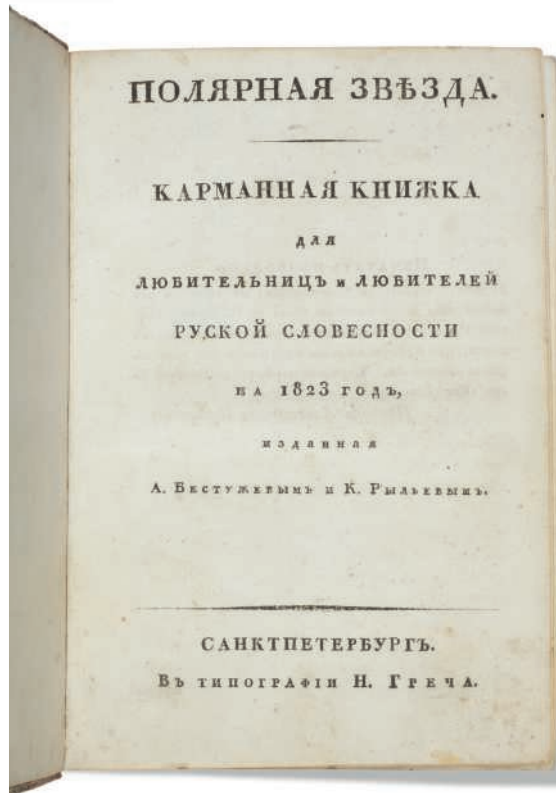 ПОЛЯРНАЯ ЗВѢЗДА.
КАРМАННАЯ КНИЖКА
для
ЛЮБИТЕЛЬНИЦЪ и ЛЮБИТЕЛЕЙ
РУСКОЙ СЛОВЕСНОСТИ
НА 1823 ГОДЪ,
изданная
А. Бестужевымъ и К. Рылѣевымъ.
САНКТПЕТЕРБУРГЪ.
Въ типографіи Н. Греча.